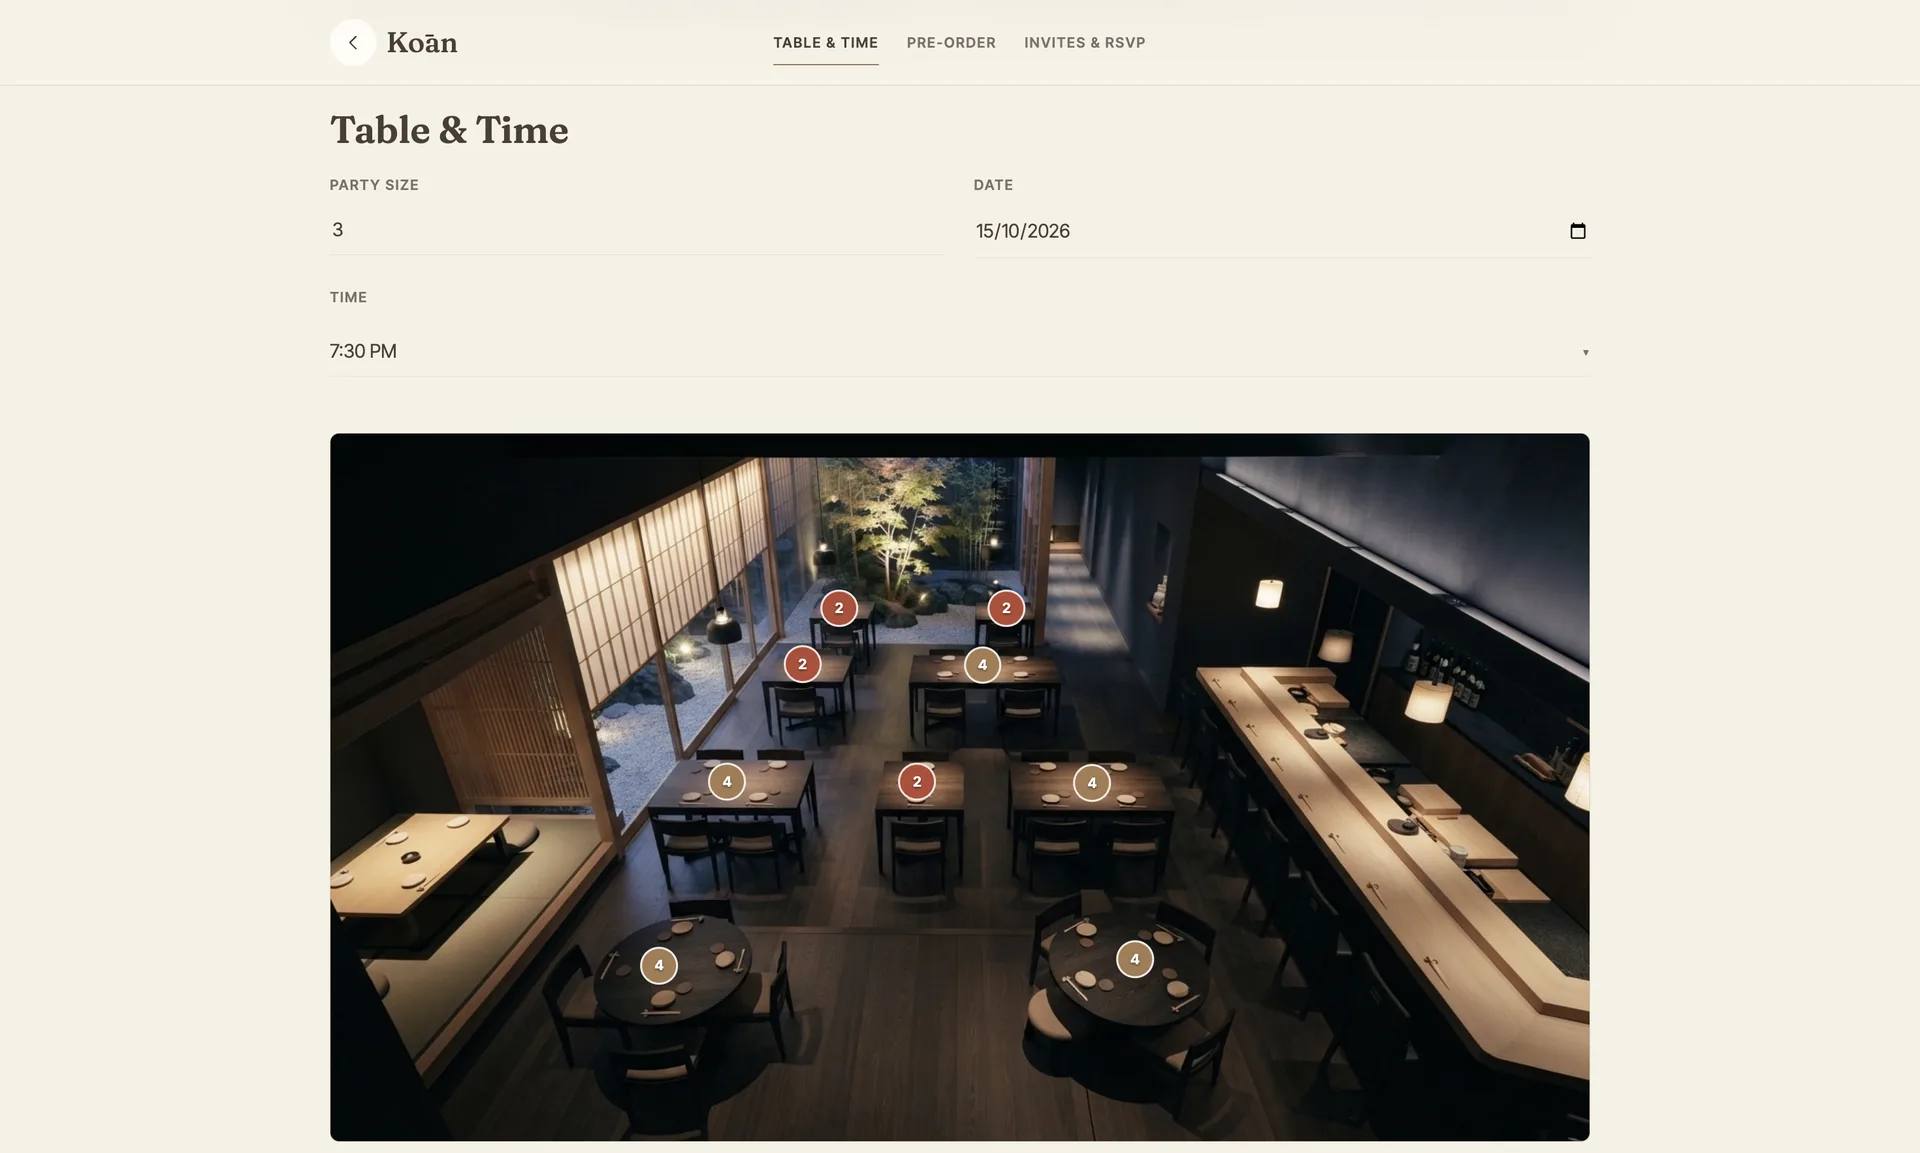 Koān
TABLE & TIME
PRE-ORDER
INVITES & RSVP
Table & Time
PARTY SIZE
DATE
3
15/10/2026
TIME
7:30 PM
2
2
2
4
4
2
4
4
4